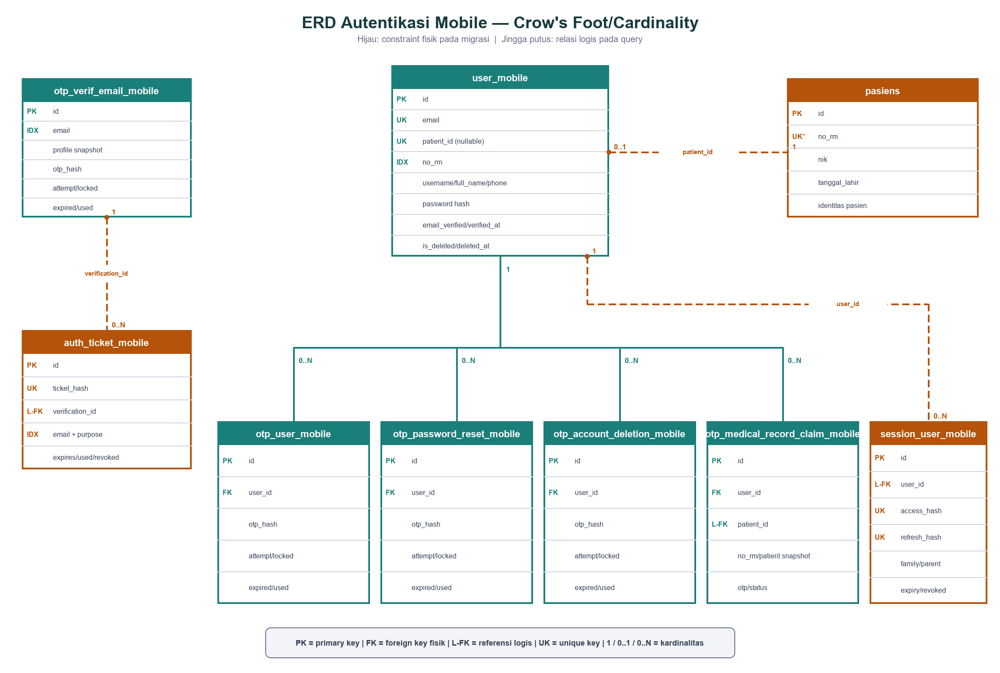 ERD Autentikasi Mobile — Crow's Foot/Cardinality
Hijau: constraint fisik pada migrasi | Jingga putus: relasi logis pada query
otp_verif_email_mobile
PK id
IDX email
profile snapshot
otp_hash
attempt/locked
expired/used
1
verification_id
0..N
auth_ticket_mobile
PK id
UK ticket_hash
L-FK verification_id
IDX email + purpose
expires/used/revoked
user_mobile
PK id
UK email
UK patient_id (nullable)
IDX no_rm
username/full_name/phone
password hash
email_verified/verified_at
is_deleted/deleted_at
0..1
patient_id
1
pasiens
PK id
UK* no_rm
nik
tanggal_lahir
identitas pasien
1
1
user_id
0..N
0..N
0..N
0..N
0..N
otp_user_mobile
PK id
FK user_id
otp_hash
attempt/locked
expired/used
otp_password_reset_mobile
PK id
FK user_id
otp_hash
attempt/locked
expired/used
otp_account_deletion_mobile
PK id
FK user_id
otp_hash
attempt/locked
expired/used
otp_medical_record_claim_mobile
PK id
FK user_id
L-FK patient_id
no_rm/patient snapshot
otp/status
session_user_mobile
PK id
L-FK user_id
UK access_hash
UK refresh_hash
family/parent
expiry/revoked
PK = primary key | FK = foreign key fisik | L-FK = referensi logis | UK = unique key | 1 / 0..1 / 0..N = kardinalitas